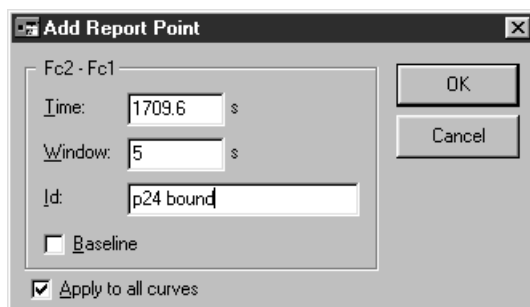 Add Report Point
Fc2 - Fc1
Time: 1709.6 s
Window: 5 s
Id: p24 bound
Baseline
Apply to all curves
OK
Cancel